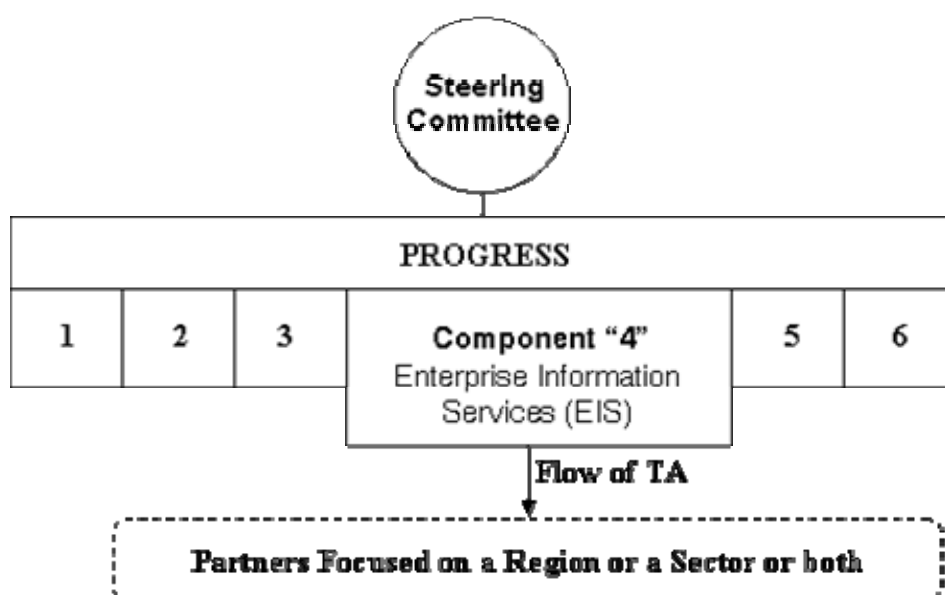 Steering
Committee
PROGRESS
1 2 3 Component “4” 5 6
Enterprise Information
Services (EIS)
Flow of TA
Partners Focused on a Region or a Sector or both